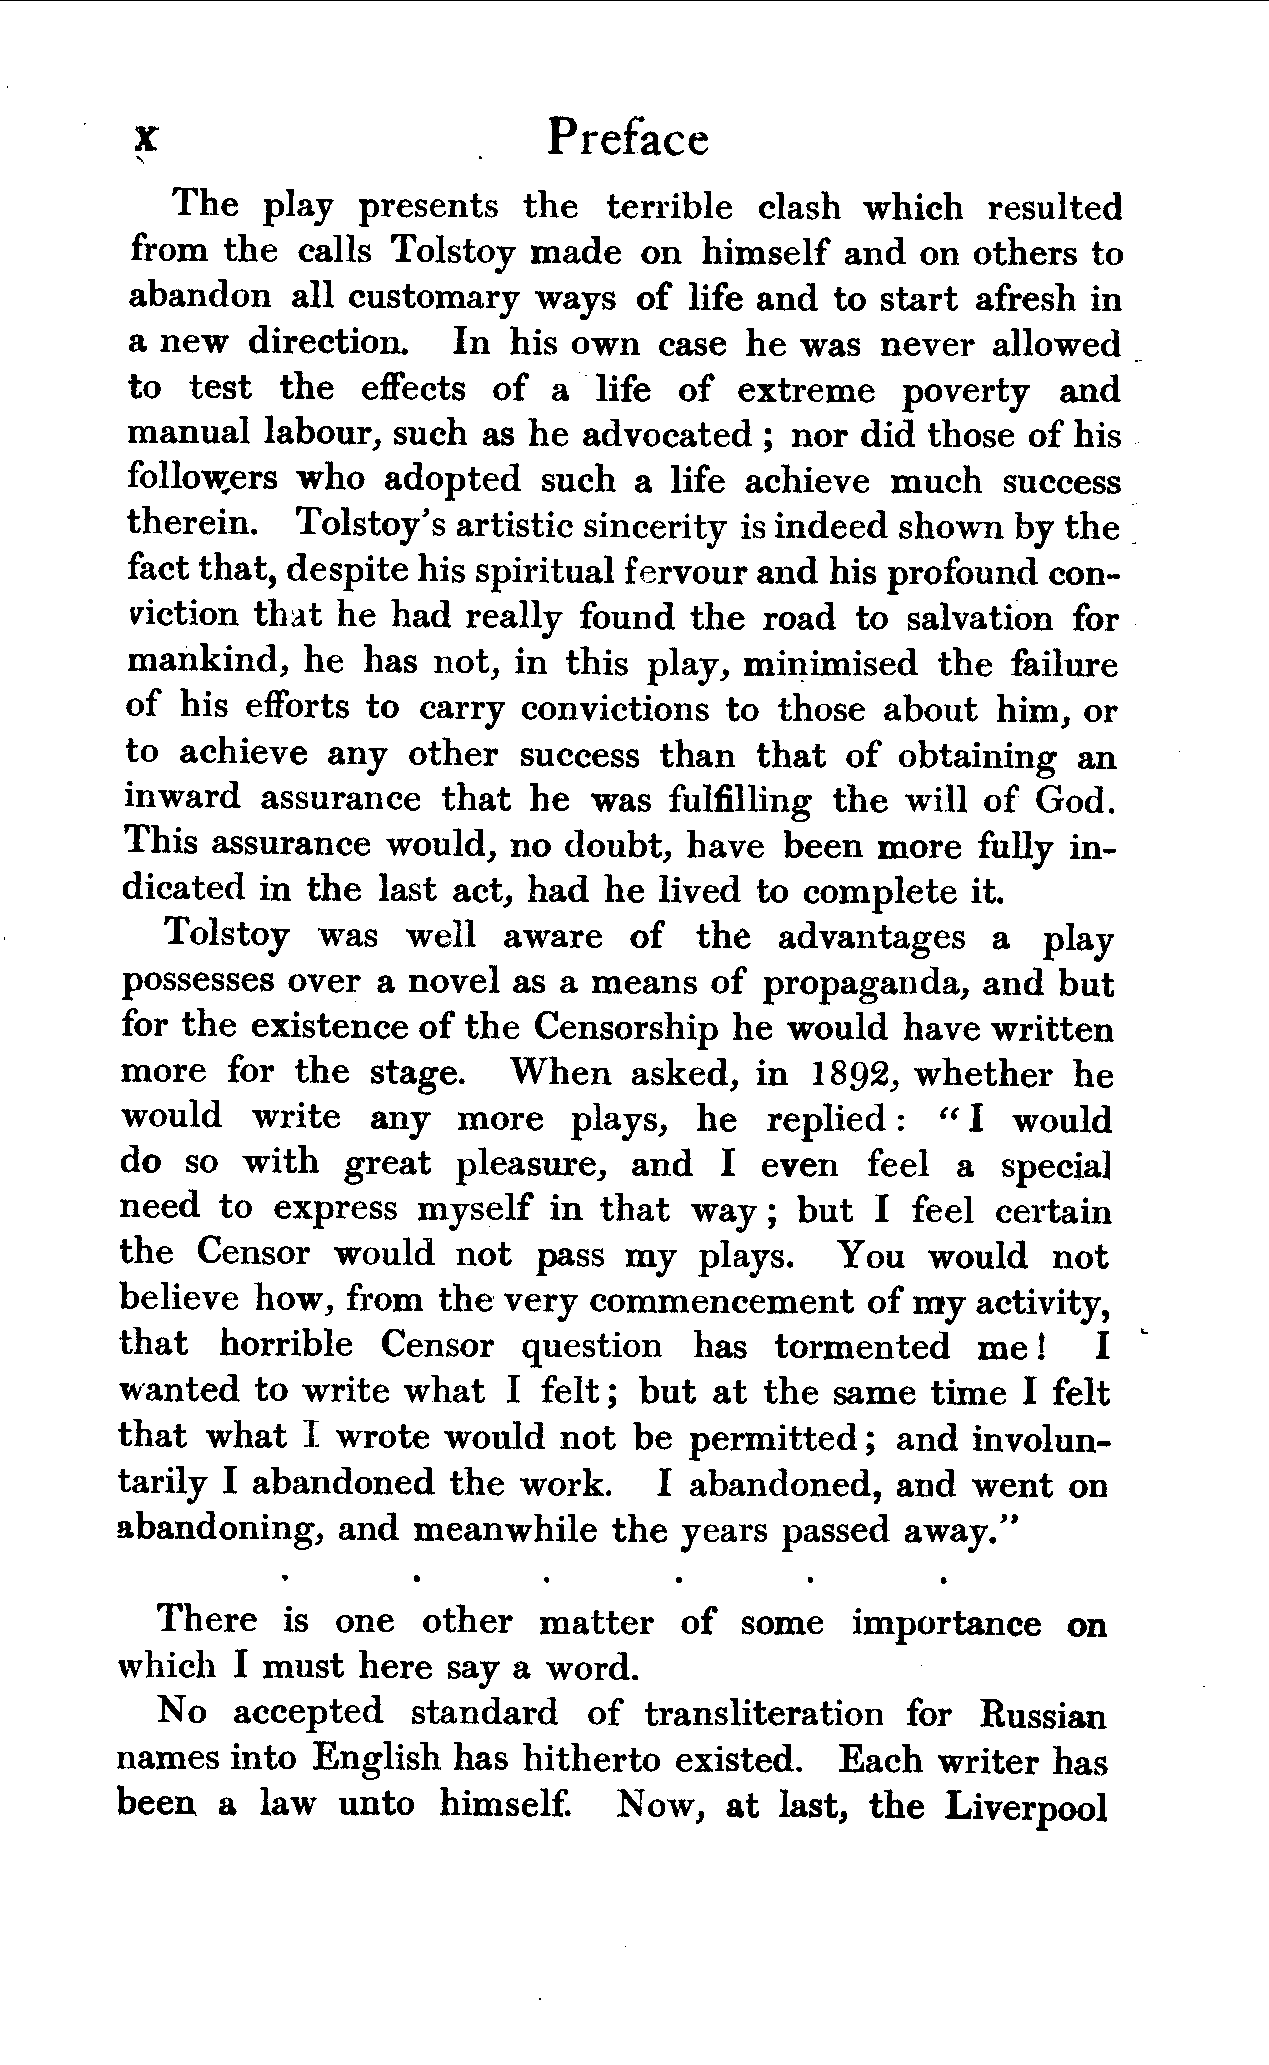 x Preface
The play presents the terrible clash which resulted
from the calls Tolstoy made on himself and on others to
abandon all customary ways of life and to start afresh in
a new direction. In his own case he was never allowed
to test the effects of a life of extreme poverty and
manual labour, such as he advocated ; nor did those of his
followers who adopted such a life achieve much success
therein. Tolstoy's artistic sincerity is indeed shown by the
fact that, despite his spiritual fervour and his profound con-
viction that he had really found the road to salvation for
mankind, he has not, in this play, minimised the failure
of his efforts to carry convictions to those about him, or
to achieve any other success than that of obtaining an
inward assurance that he was fulfilling the will of God.
This assurance would, no doubt, have been more fully in-
dicated in the last act, had he lived to complete it.
Tolstoy was well aware of the advantages a play
possesses over a novel as a means of propaganda, and but
for the existence of the Censorship he would have written
more for the stage. When asked, in 1892, whether he
would write any more plays, he replied : “ I would
do so with great pleasure, and I even feel a special
need to express myself in that way ; but I feel certain
the Censor would not pass my plays. You would not
believe how, from the very commencement of my activity,
that horrible Censor question has tormented me ! I
wanted to write what I felt ; but at the same time I felt
that what I wrote would not be permitted ; and involun-
tarily I abandoned the work. I abandoned, and went on
abandoning, and meanwhile the years passed away.”
. . . . . .
There is one other matter of some importance on
which I must here say a word.
No accepted standard of transliteration for Russian
names into English has hitherto existed. Each writer has
been a law unto himself. Now, at last, the Liverpool